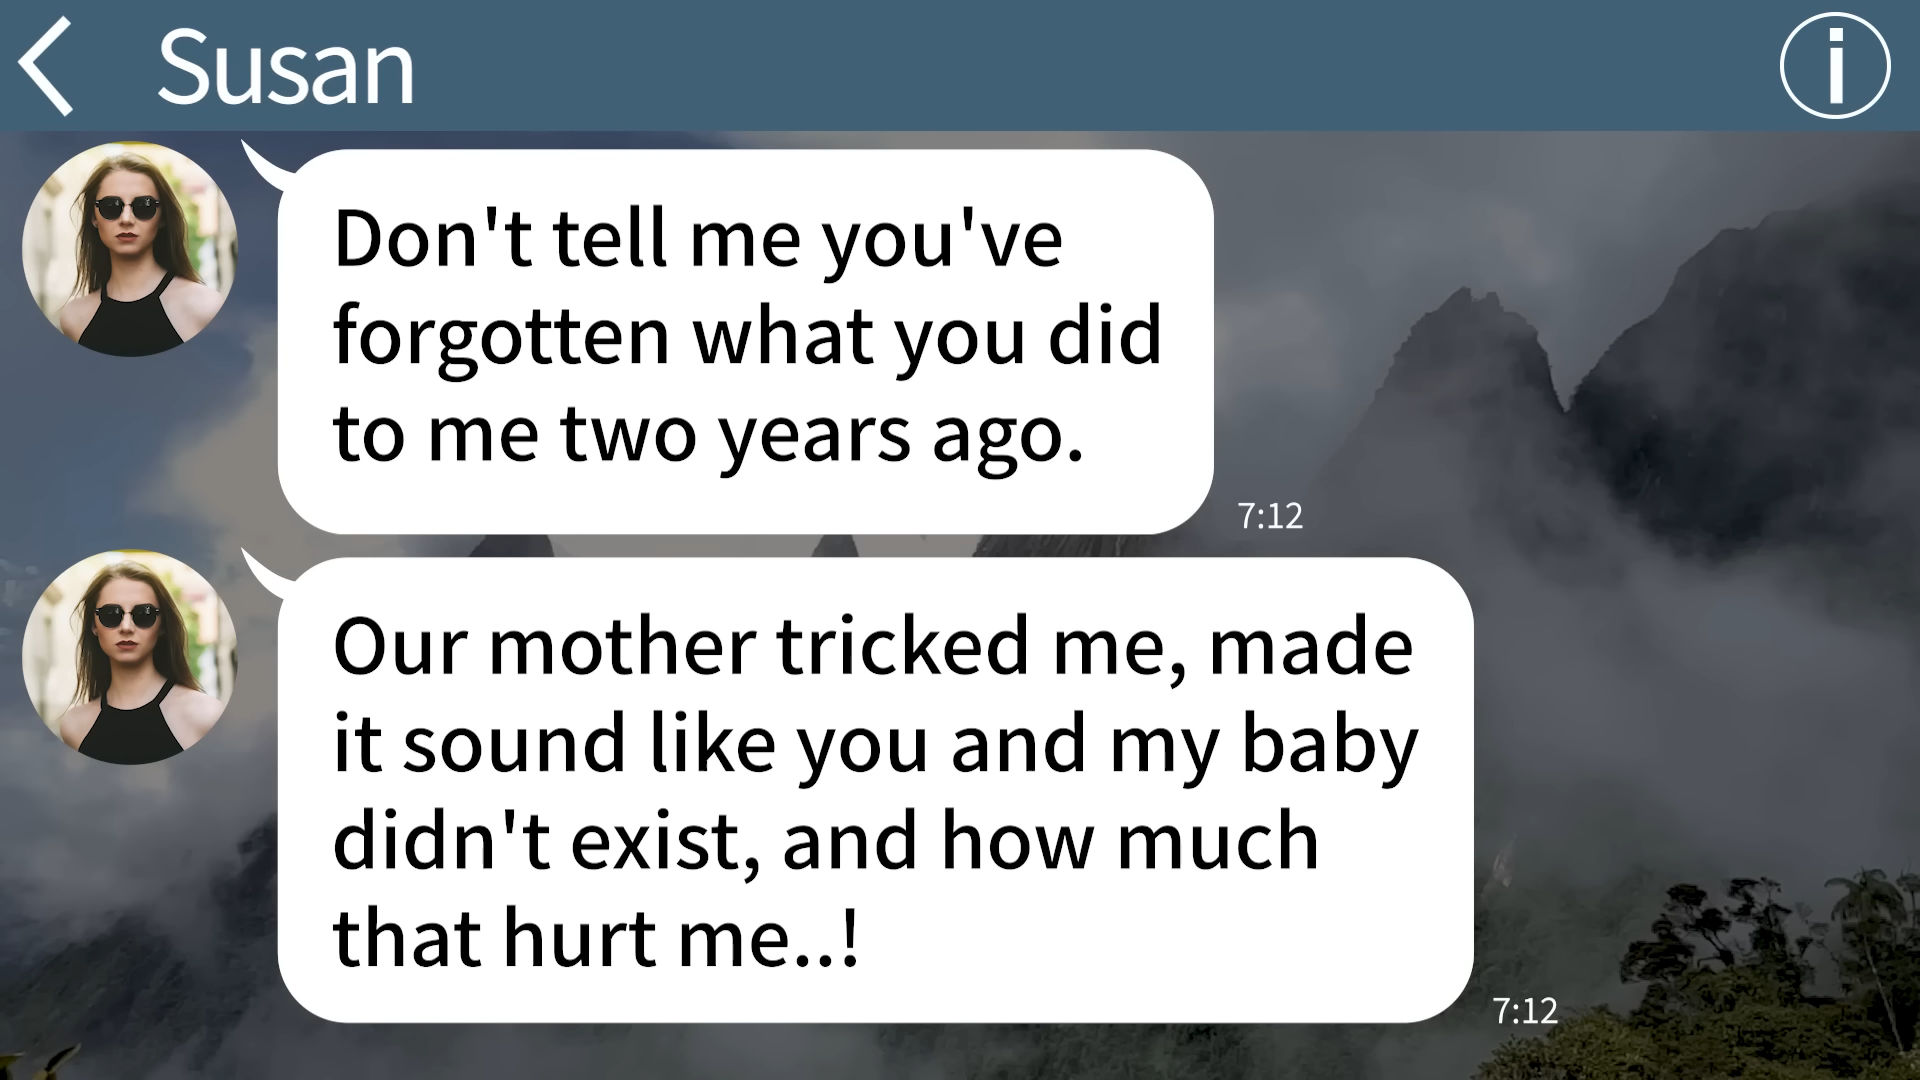 Susan
Don't tell me you've
forgotten what you did
to me two years ago.
7:12
Our mother tricked me, made
it sound like you and my baby
didn't exist, and how much
that hurt me..!
7:12